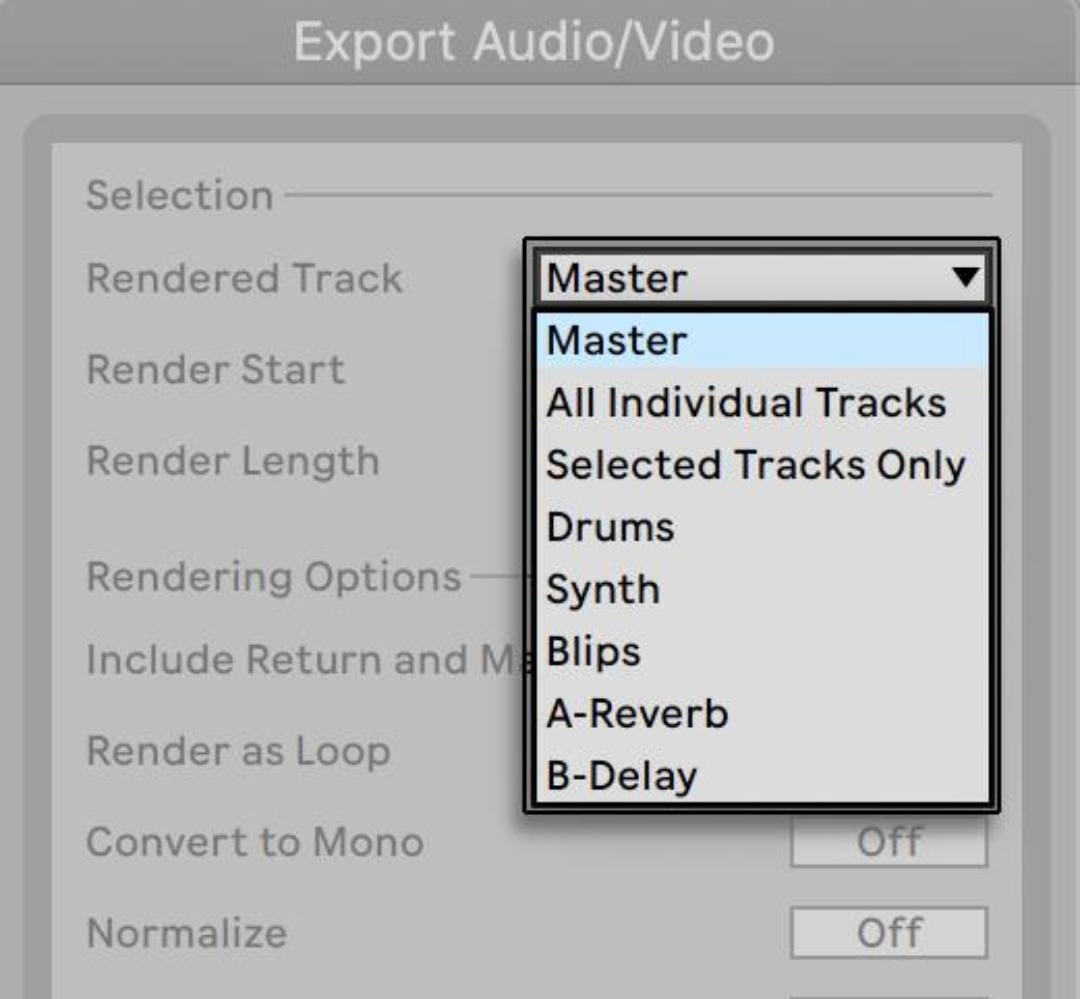 Export Audio/Video
Selection
Rendered Track
Master
Master
All Individual Tracks
Render Start
Selected Tracks Only
Render Length
Drums
Rendering Options
Synth
Include Return and
Blips
A-Reverb
Render as Loop
B-Delay
Convert to Mono
Off
Normalize
Off